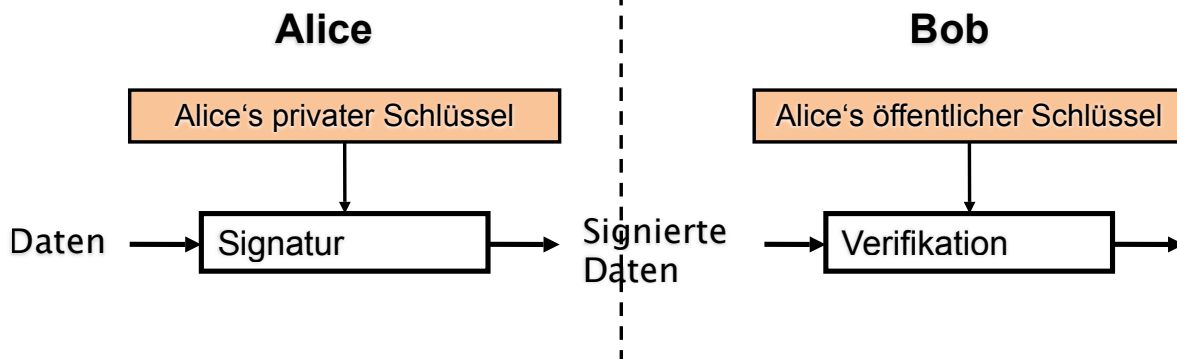 Alice
Bob
Alice‘s privater Schlüssel
Alice‘s öffentlicher Schlüssel
Daten
Signatur
Signierte
Daten
Verifikation